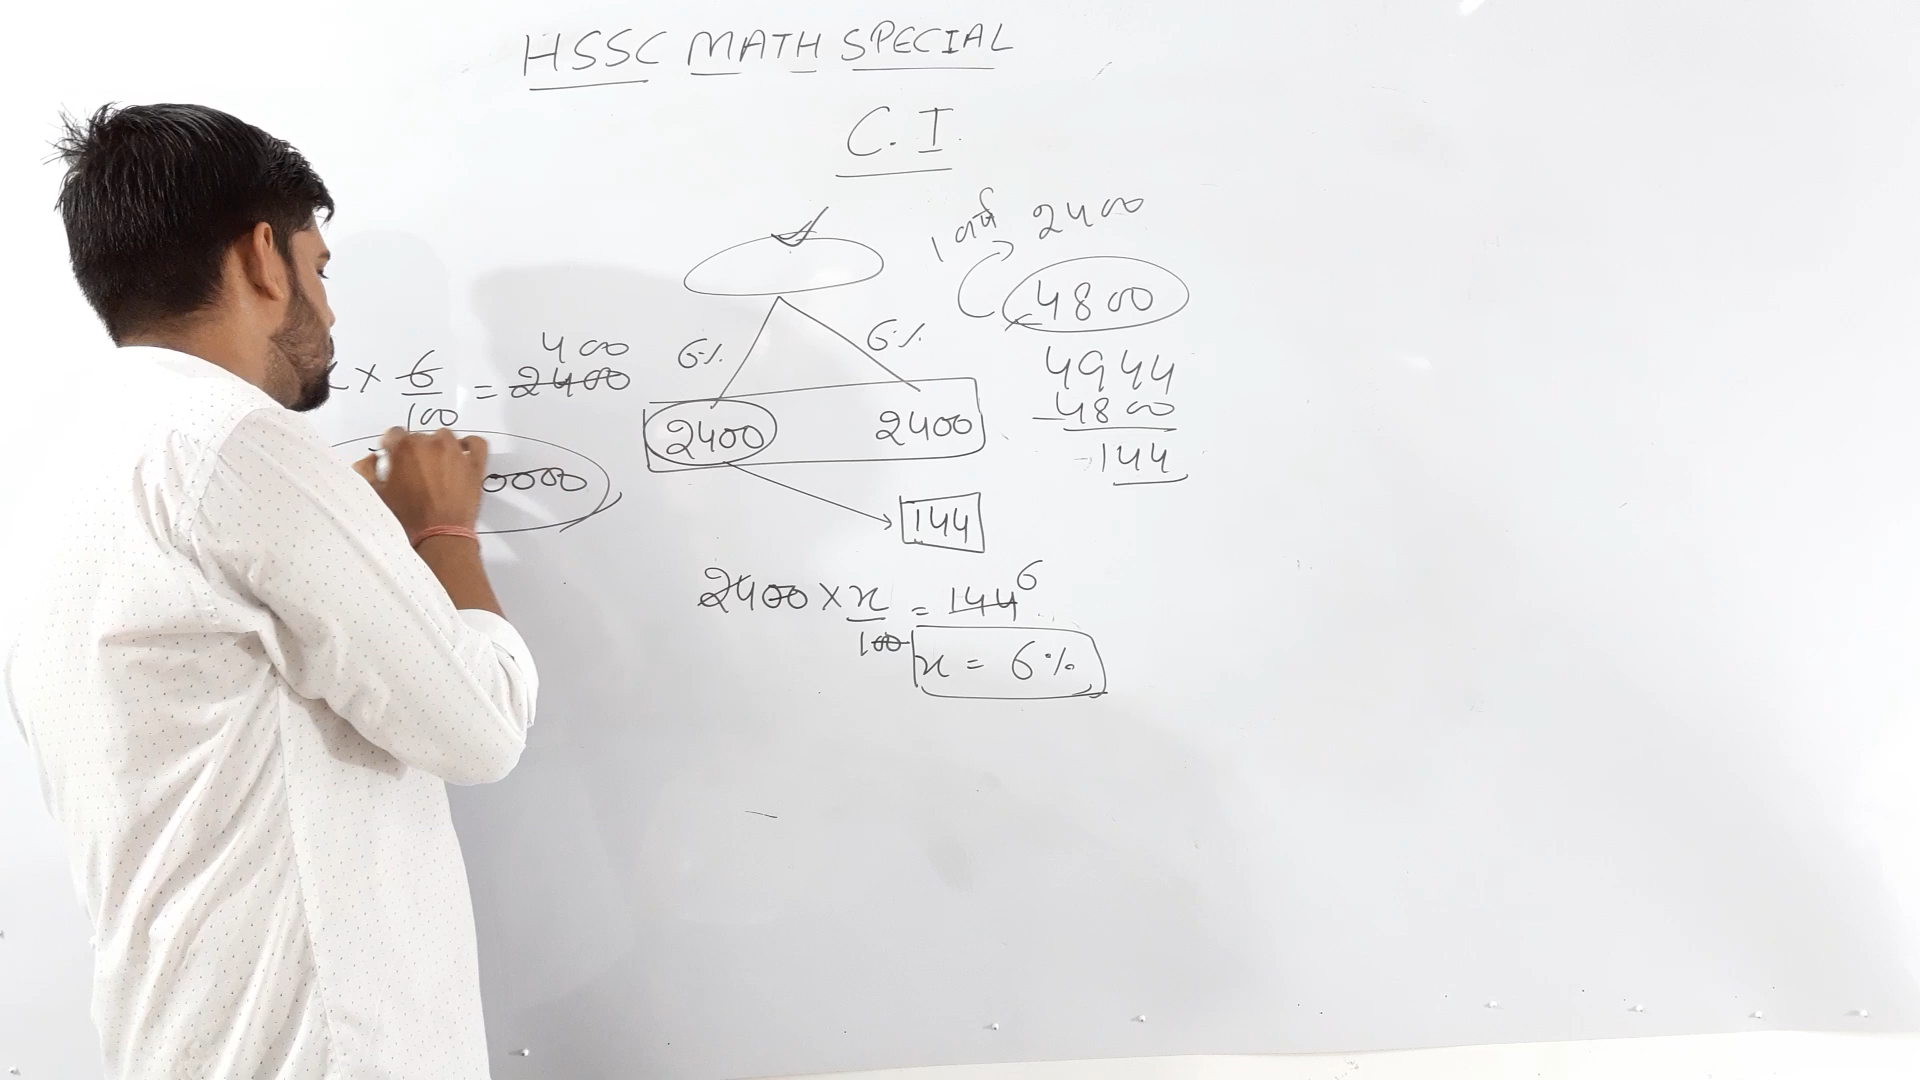 HSSC MATH SPECIAL
C.I.
1 वर्ष 2400
4800
6% 6%
4944
-4800
144
400
× 6/100 = 2400
2400 2400
0000
144
2400 × x/100 = 144 6
x = 6%